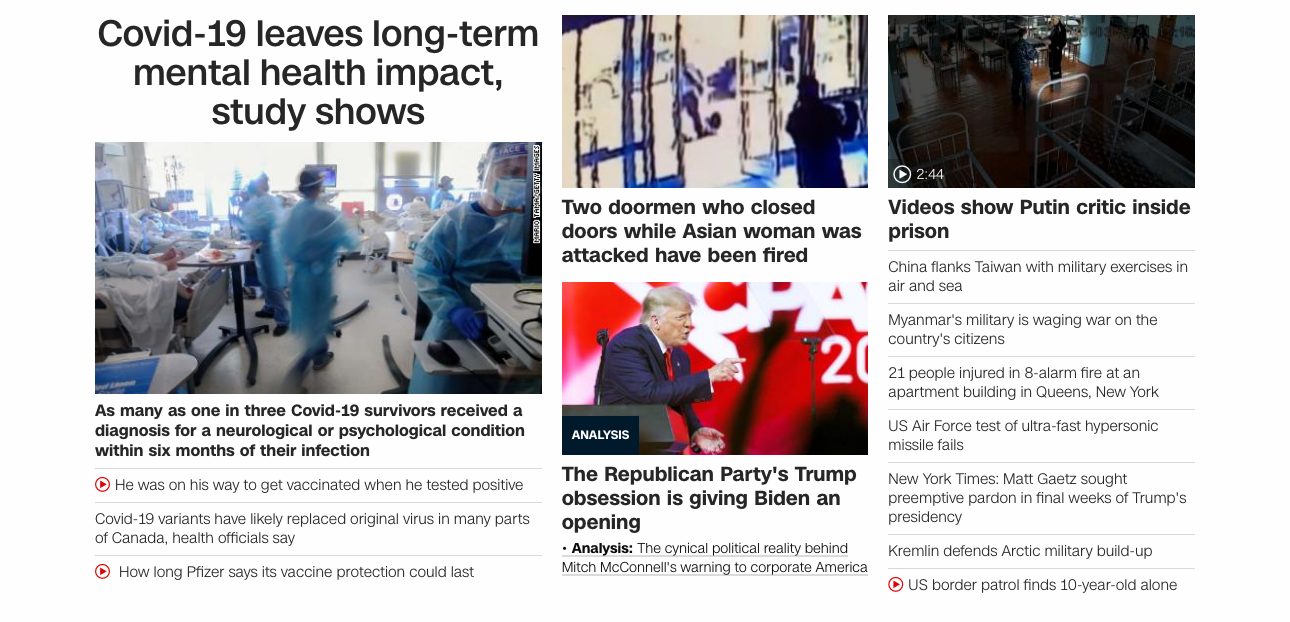 Covid-19 leaves long-term
mental health impact,
study shows
MARIO TAMA/GETTY IMAGES
As many as one in three Covid-19 survivors received a
diagnosis for a neurological or psychological condition
within six months of their infection
He was on his way to get vaccinated when he tested positive
Covid-19 variants have likely replaced original virus in many parts
of Canada, health officials say
How long Pfizer says its vaccine protection could last
Two doormen who closed
doors while Asian woman was
attacked have been fired
CPA
20
ANALYSIS
The Republican Party's Trump
obsession is giving Biden an
opening
• Analysis: The cynical political reality behind
Mitch McConnell's warning to corporate America
2:44
Videos show Putin critic inside
prison
China flanks Taiwan with military exercises in
air and sea
Myanmar's military is waging war on the
country's citizens
21 people injured in 8-alarm fire at an
apartment building in Queens, New York
US Air Force test of ultra-fast hypersonic
missile fails
New York Times: Matt Gaetz sought
preemptive pardon in final weeks of Trump's
presidency
Kremlin defends Arctic military build-up
US border patrol finds 10-year-old alone